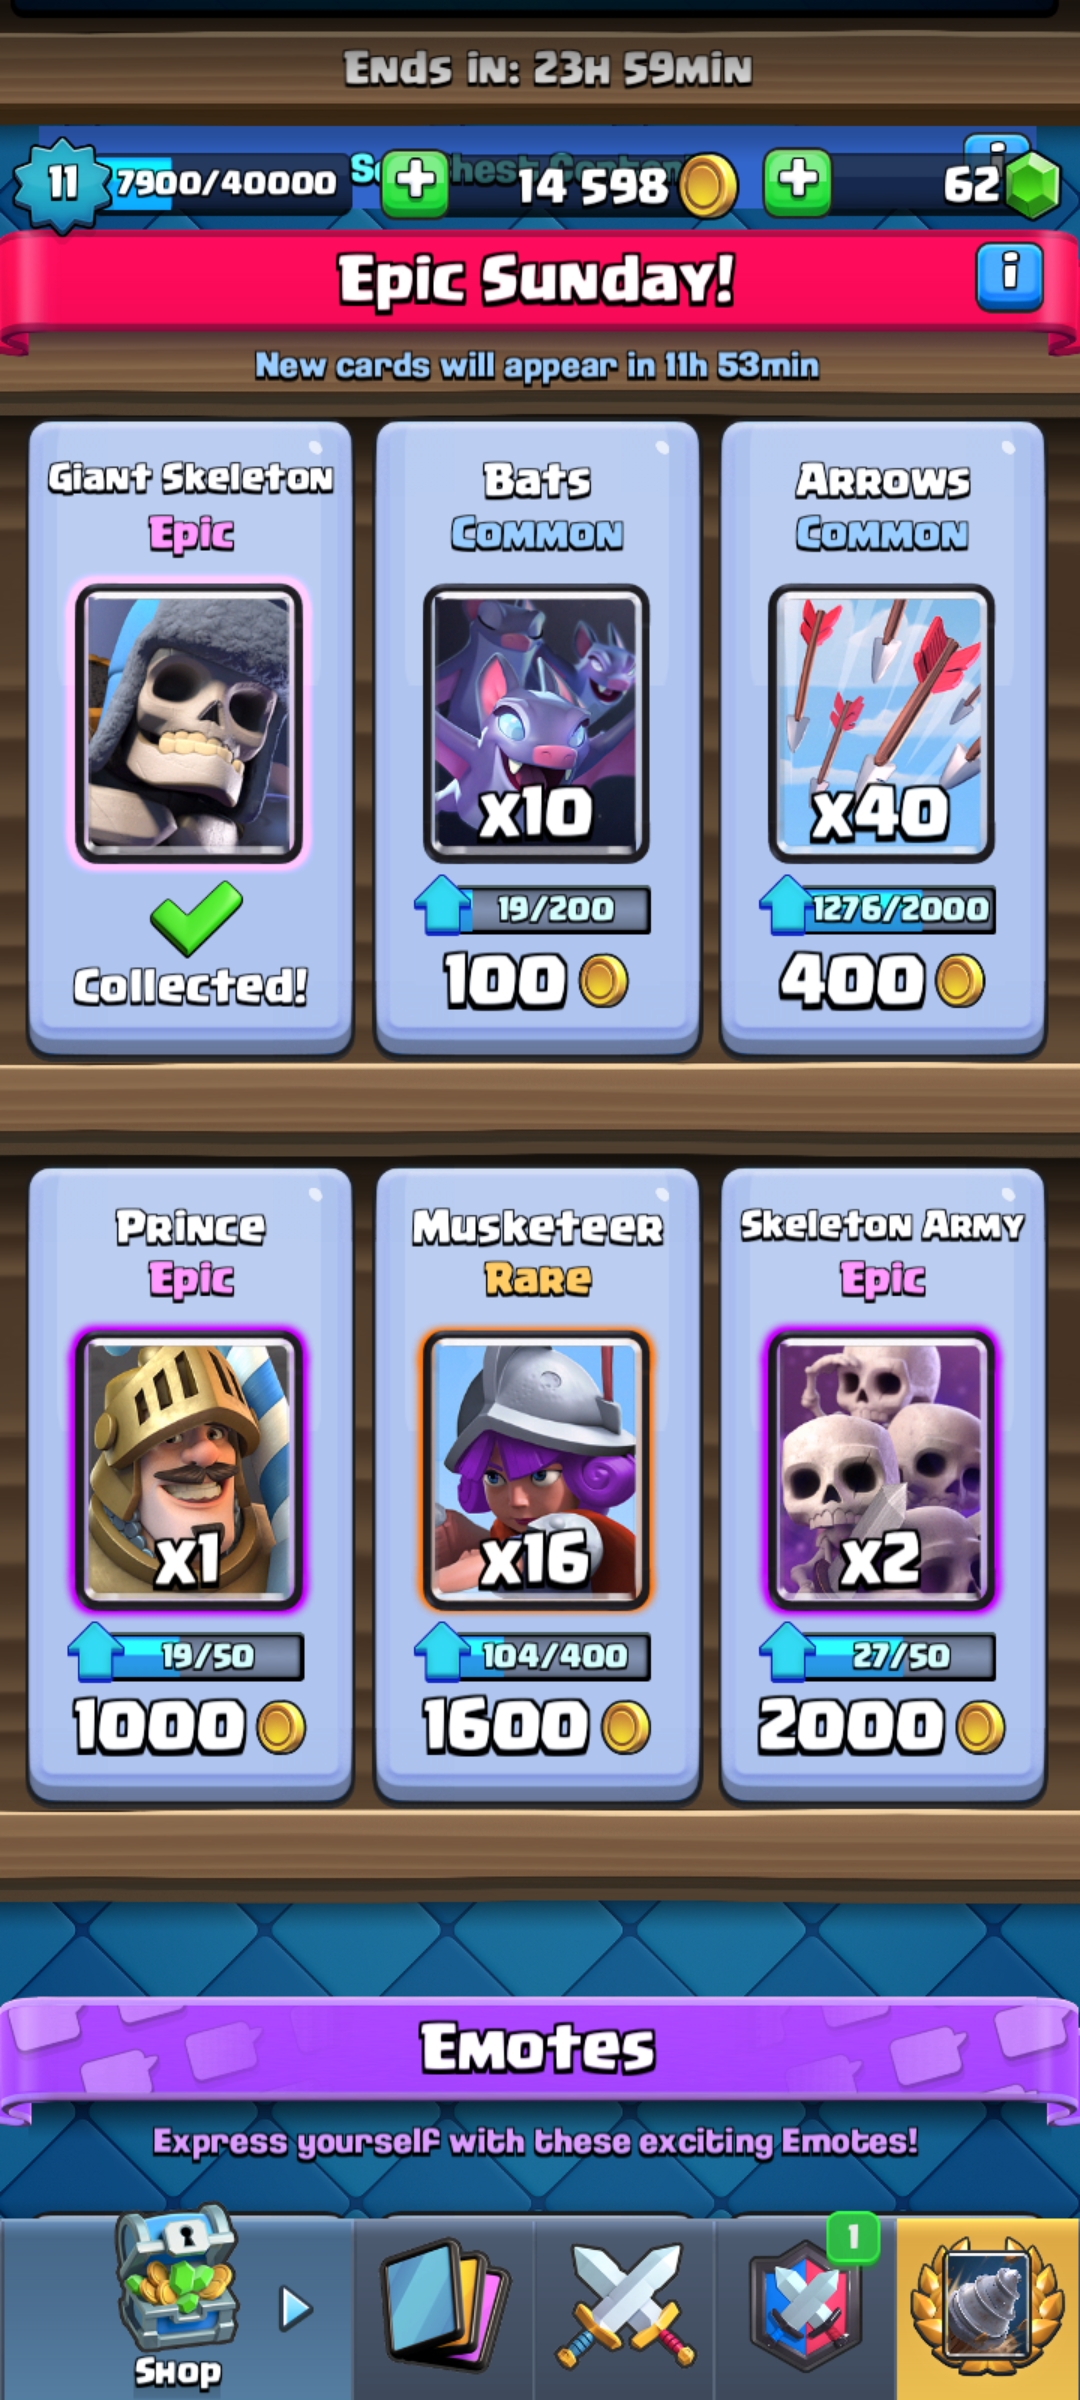 Ends in: 23h 59min
11
7900/40000
14 598
62
Epic Sunday!
New cards will appear in 11h 53min
Giant Skeleton
Epic
Collected!
Bats
Common
x10
19/200
100
Arrows
Common
x40
1276/2000
400
Prince
Epic
x1
19/50
1000
Musketeer
Rare
x16
104/400
1600
Skeleton Army
Epic
x2
27/50
2000
Emotes
Express yourself with these exciting Emotes!
1
Shop